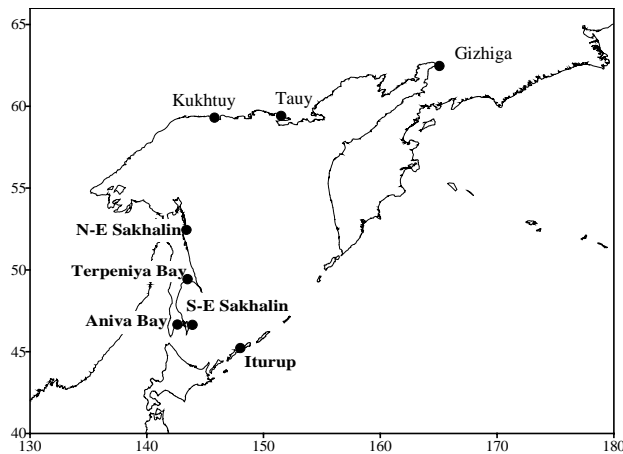 65
Gizhiga
60
Kukhtuy
Tauy
55
N-E Sakhalin
50
Terpeniya Bay
S-E Sakhalin
Aniva Bay
45
Iturup
40
130
140
150
160
170
180